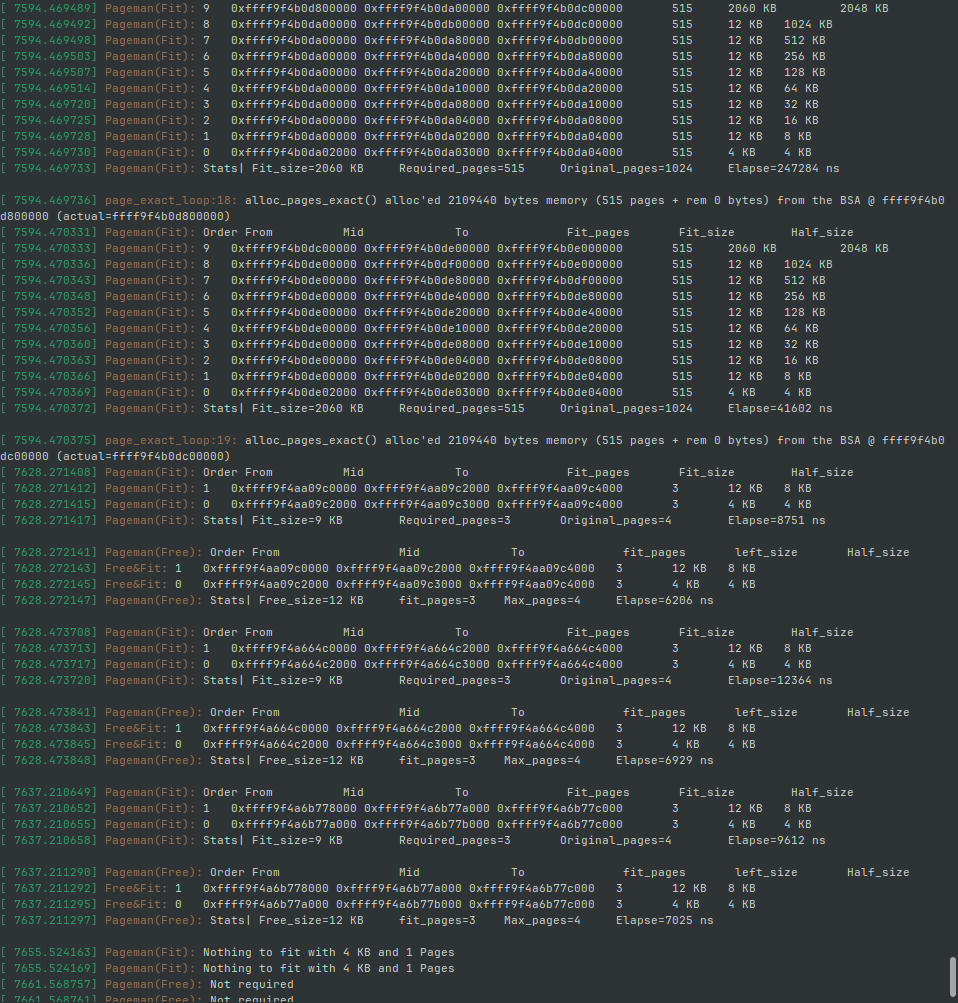 [ 7594.469489] Pageman(Fit): 9 0xffff9f4b0d800000 0xffff9f4b0da00000 0xffff9f4b0dc00000 515 2060 KB 2048 KB
[ 7594.469492] Pageman(Fit): 8 0xffff9f4b0da00000 0xffff9f4b0db00000 0xffff9f4b0dc00000 515 12 KB 1024 KB
[ 7594.469498] Pageman(Fit): 7 0xffff9f4b0da00000 0xffff9f4b0da80000 0xffff9f4b0db00000 515 12 KB 512 KB
[ 7594.469503] Pageman(Fit): 6 0xffff9f4b0da00000 0xffff9f4b0da40000 0xffff9f4b0da80000 515 12 KB 256 KB
[ 7594.469507] Pageman(Fit): 5 0xffff9f4b0da00000 0xffff9f4b0da20000 0xffff9f4b0da40000 515 12 KB 128 KB
[ 7594.469514] Pageman(Fit): 4 0xffff9f4b0da00000 0xffff9f4b0da10000 0xffff9f4b0da20000 515 12 KB 64 KB
[ 7594.469720] Pageman(Fit): 3 0xffff9f4b0da00000 0xffff9f4b0da08000 0xffff9f4b0da10000 515 12 KB 32 KB
[ 7594.469725] Pageman(Fit): 2 0xffff9f4b0da00000 0xffff9f4b0da04000 0xffff9f4b0da08000 515 12 KB 16 KB
[ 7594.469728] Pageman(Fit): 1 0xffff9f4b0da00000 0xffff9f4b0da02000 0xffff9f4b0da04000 515 12 KB 8 KB
[ 7594.469730] Pageman(Fit): 0 0xffff9f4b0da02000 0xffff9f4b0da03000 0xffff9f4b0da04000 515 4 KB 4 KB
[ 7594.469733] Pageman(Fit): Stats| Fit_size=2060 KB Required_pages=515 Original_pages=1024 Elapse=247284 ns
[ 7594.469736] page_exact_loop:18: alloc_pages_exact() alloc'ed 2109440 bytes memory (515 pages + rem 0 bytes) from the BSA @ ffff9f4b0
d800000 (actual=ffff9f4b0d800000)
[ 7594.470331] Pageman(Fit): Order From Mid To Fit_pages Fit_size Half_size
[ 7594.470333] Pageman(Fit): 9 0xffff9f4b0dc00000 0xffff9f4b0de00000 0xffff9f4b0e000000 515 2060 KB 2048 KB
[ 7594.470336] Pageman(Fit): 8 0xffff9f4b0de00000 0xffff9f4b0df00000 0xffff9f4b0e000000 515 12 KB 1024 KB
[ 7594.470343] Pageman(Fit): 7 0xffff9f4b0de00000 0xffff9f4b0de80000 0xffff9f4b0df00000 515 12 KB 512 KB
[ 7594.470348] Pageman(Fit): 6 0xffff9f4b0de00000 0xffff9f4b0de40000 0xffff9f4b0de80000 515 12 KB 256 KB
[ 7594.470352] Pageman(Fit): 5 0xffff9f4b0de00000 0xffff9f4b0de20000 0xffff9f4b0de40000 515 12 KB 128 KB
[ 7594.470356] Pageman(Fit): 4 0xffff9f4b0de00000 0xffff9f4b0de10000 0xffff9f4b0de20000 515 12 KB 64 KB
[ 7594.470360] Pageman(Fit): 3 0xffff9f4b0de00000 0xffff9f4b0de08000 0xffff9f4b0de10000 515 12 KB 32 KB
[ 7594.470363] Pageman(Fit): 2 0xffff9f4b0de00000 0xffff9f4b0de04000 0xffff9f4b0de08000 515 12 KB 16 KB
[ 7594.470366] Pageman(Fit): 1 0xffff9f4b0de00000 0xffff9f4b0de02000 0xffff9f4b0de04000 515 12 KB 8 KB
[ 7594.470369] Pageman(Fit): 0 0xffff9f4b0de02000 0xffff9f4b0de03000 0xffff9f4b0de04000 515 4 KB 4 KB
[ 7594.470372] Pageman(Fit): Stats| Fit_size=2060 KB Required_pages=515 Original_pages=1024 Elapse=41602 ns
[ 7594.470375] page_exact_loop:19: alloc_pages_exact() alloc'ed 2109440 bytes memory (515 pages + rem 0 bytes) from the BSA @ ffff9f4b0
dc00000 (actual=ffff9f4b0dc00000)
[ 7628.271408] Pageman(Fit): Order From Mid To Fit_pages Fit_size Half_size
[ 7628.271412] Pageman(Fit): 1 0xffff9f4aa09c0000 0xffff9f4aa09c2000 0xffff9f4aa09c4000 3 12 KB 8 KB
[ 7628.271415] Pageman(Fit): 0 0xffff9f4aa09c2000 0xffff9f4aa09c3000 0xffff9f4aa09c4000 3 4 KB 4 KB
[ 7628.271417] Pageman(Fit): Stats| Fit_size=9 KB Required_pages=3 Original_pages=4 Elapse=8751 ns
[ 7628.272141] Pageman(Free): Order From Mid To fit_pages left_size Half_size
[ 7628.272143] Free&Fit: 1 0xffff9f4aa09c0000 0xffff9f4aa09c2000 0xffff9f4aa09c4000 3 12 KB 8 KB
[ 7628.272145] Free&Fit: 0 0xffff9f4aa09c2000 0xffff9f4aa09c3000 0xffff9f4aa09c4000 3 4 KB 4 KB
[ 7628.272147] Pageman(Free): Stats| Free_size=12 KB fit_pages=3 Max_pages=4 Elapse=6206 ns
[ 7628.473708] Pageman(Fit): Order From Mid To Fit_pages Fit_size Half_size
[ 7628.473713] Pageman(Fit): 1 0xffff9f4a664c0000 0xffff9f4a664c2000 0xffff9f4a664c4000 3 12 KB 8 KB
[ 7628.473717] Pageman(Fit): 0 0xffff9f4a664c2000 0xffff9f4a664c3000 0xffff9f4a664c4000 3 4 KB 4 KB
[ 7628.473720] Pageman(Fit): Stats| Fit_size=9 KB Required_pages=3 Original_pages=4 Elapse=12364 ns
[ 7628.473841] Pageman(Free): Order From Mid To fit_pages left_size Half_size
[ 7628.473843] Free&Fit: 1 0xffff9f4a664c0000 0xffff9f4a664c2000 0xffff9f4a664c4000 3 12 KB 8 KB
[ 7628.473845] Free&Fit: 0 0xffff9f4a664c2000 0xffff9f4a664c3000 0xffff9f4a664c4000 3 4 KB 4 KB
[ 7628.473848] Pageman(Free): Stats| Free_size=12 KB fit_pages=3 Max_pages=4 Elapse=6929 ns
[ 7637.210649] Pageman(Fit): Order From Mid To Fit_pages Fit_size Half_size
[ 7637.210652] Pageman(Fit): 1 0xffff9f4a6b778000 0xffff9f4a6b77a000 0xffff9f4a6b77c000 3 12 KB 8 KB
[ 7637.210655] Pageman(Fit): 0 0xffff9f4a6b77a000 0xffff9f4a6b77b000 0xffff9f4a6b77c000 3 4 KB 4 KB
[ 7637.210658] Pageman(Fit): Stats| Fit_size=9 KB Required_pages=3 Original_pages=4 Elapse=9612 ns
[ 7637.211290] Pageman(Free): Order From Mid To fit_pages left_size Half_size
[ 7637.211292] Free&Fit: 1 0xffff9f4a6b778000 0xffff9f4a6b77a000 0xffff9f4a6b77c000 3 12 KB 8 KB
[ 7637.211295] Free&Fit: 0 0xffff9f4a6b77a000 0xffff9f4a6b77b000 0xffff9f4a6b77c000 3 4 KB 4 KB
[ 7637.211297] Pageman(Free): Stats| Free_size=12 KB fit_pages=3 Max_pages=4 Elapse=7025 ns
[ 7655.524163] Pageman(Fit): Nothing to fit with 4 KB and 1 Pages
[ 7655.524169] Pageman(Fit): Nothing to fit with 4 KB and 1 Pages
[ 7661.568757] Pageman(Free): Not required
[ 7661.568761] Pageman(Free): Not required